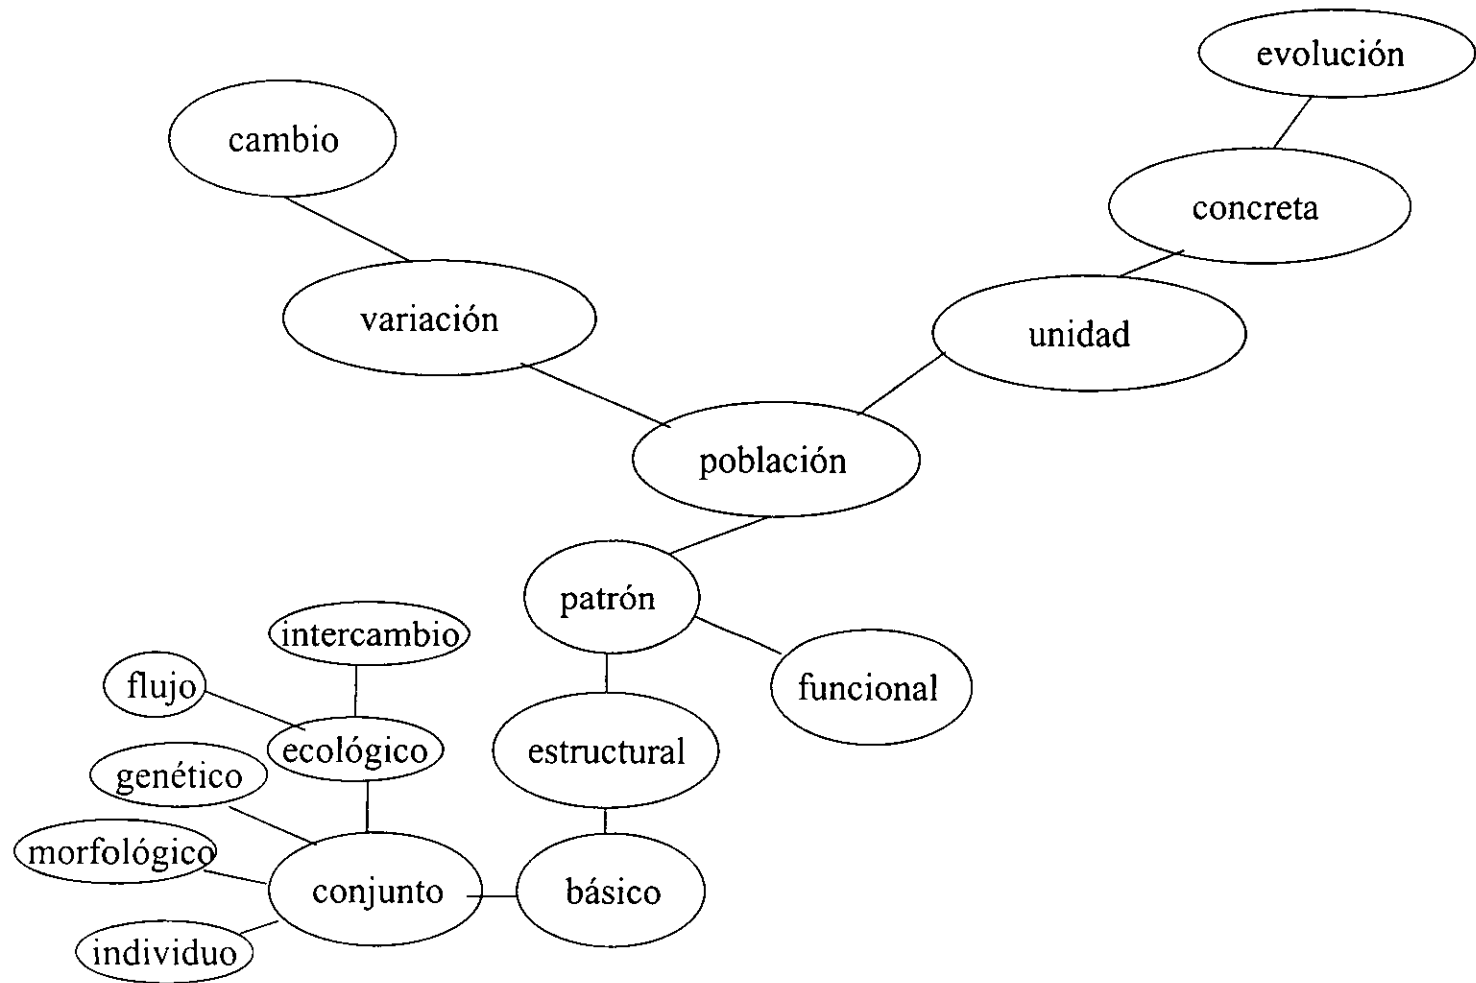 evolución
cambio
concreta
variación
unidad
población
patrón
intercambio
flujo
funcional
ecológico
estructural
genético
morfológico
conjunto
básico
individuo